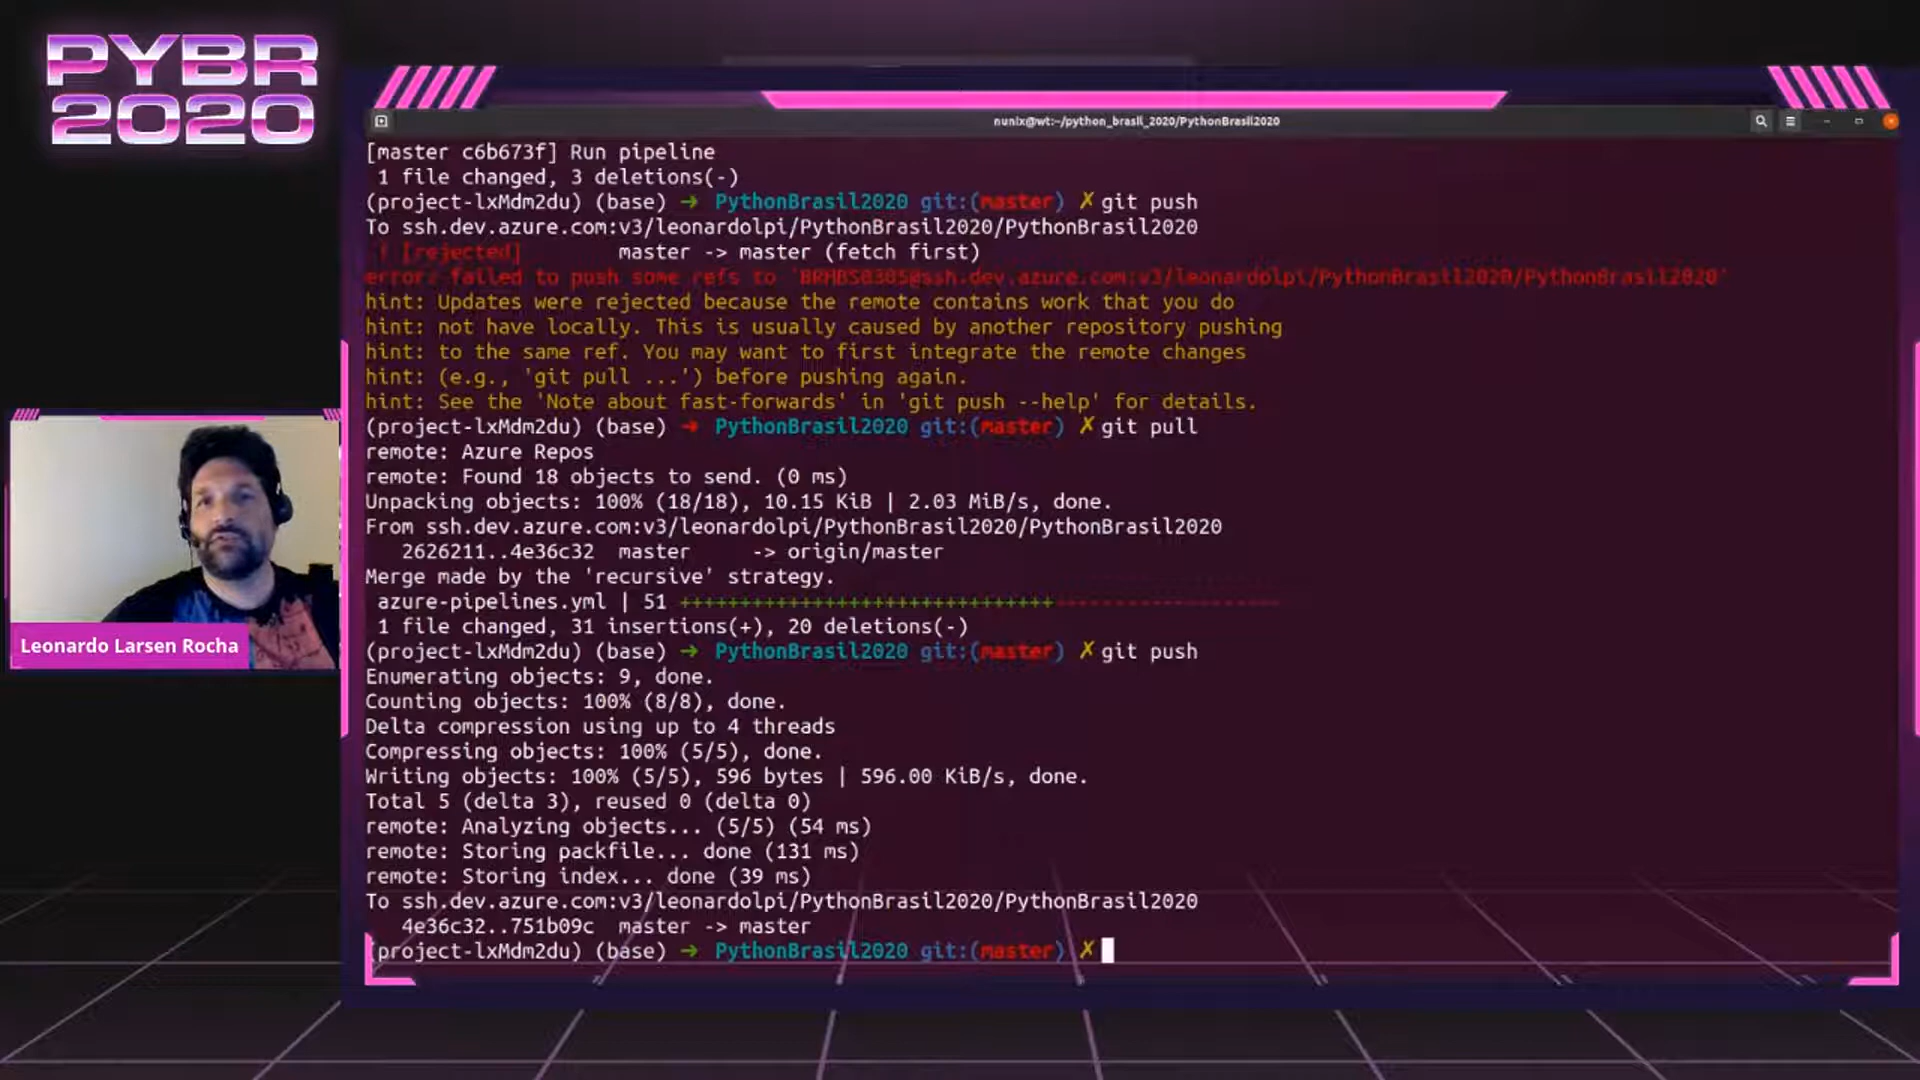 PYBR
2020
nunix@wt:~/python_brasil_2020/PythonBrasil2020
[master c6b673f] Run pipeline
1 file changed, 3 deletions(-)
(project-lxMdm2du) (base) → PythonBrasil2020 git:(master) ✗ git push
To ssh.dev.azure.com:v3/leonardolpi/PythonBrasil2020/PythonBrasil2020
! [rejected] master -> master (fetch first)
error: failed to push some refs to 'BRMBS0305@ssh.dev.azure.com:v3/leonardolpi/PythonBrasil2020/PythonBrasil2020'
hint: Updates were rejected because the remote contains work that you do
hint: not have locally. This is usually caused by another repository pushing
hint: to the same ref. You may want to first integrate the remote changes
hint: (e.g., 'git pull ...') before pushing again.
hint: See the 'Note about fast-forwards' in 'git push --help' for details.
(project-lxMdm2du) (base) → PythonBrasil2020 git:(master) ✗ git pull
remote: Azure Repos
remote: Found 18 objects to send. (0 ms)
Unpacking objects: 100% (18/18), 10.15 KiB | 2.03 MiB/s, done.
From ssh.dev.azure.com:v3/leonardolpi/PythonBrasil2020/PythonBrasil2020
2626211..4e36c32 master -> origin/master
Merge made by the 'recursive' strategy.
azure-pipelines.yml | 51 +++++++++++++++++++++++++++++++-------------------
1 file changed, 31 insertions(+), 20 deletions(-)
(project-lxMdm2du) (base) → PythonBrasil2020 git:(master) ✗ git push
Enumerating objects: 9, done.
Counting objects: 100% (8/8), done.
Delta compression using up to 4 threads
Compressing objects: 100% (5/5), done.
Writing objects: 100% (5/5), 596 bytes | 596.00 KiB/s, done.
Total 5 (delta 3), reused 0 (delta 0)
remote: Analyzing objects... (5/5) (54 ms)
remote: Storing packfile... done (131 ms)
remote: Storing index... done (39 ms)
To ssh.dev.azure.com:v3/leonardolpi/PythonBrasil2020/PythonBrasil2020
4e36c32..751b09c master -> master
(project-lxMdm2du) (base) → PythonBrasil2020 git:(master) ✗
Leonardo Larsen Rocha